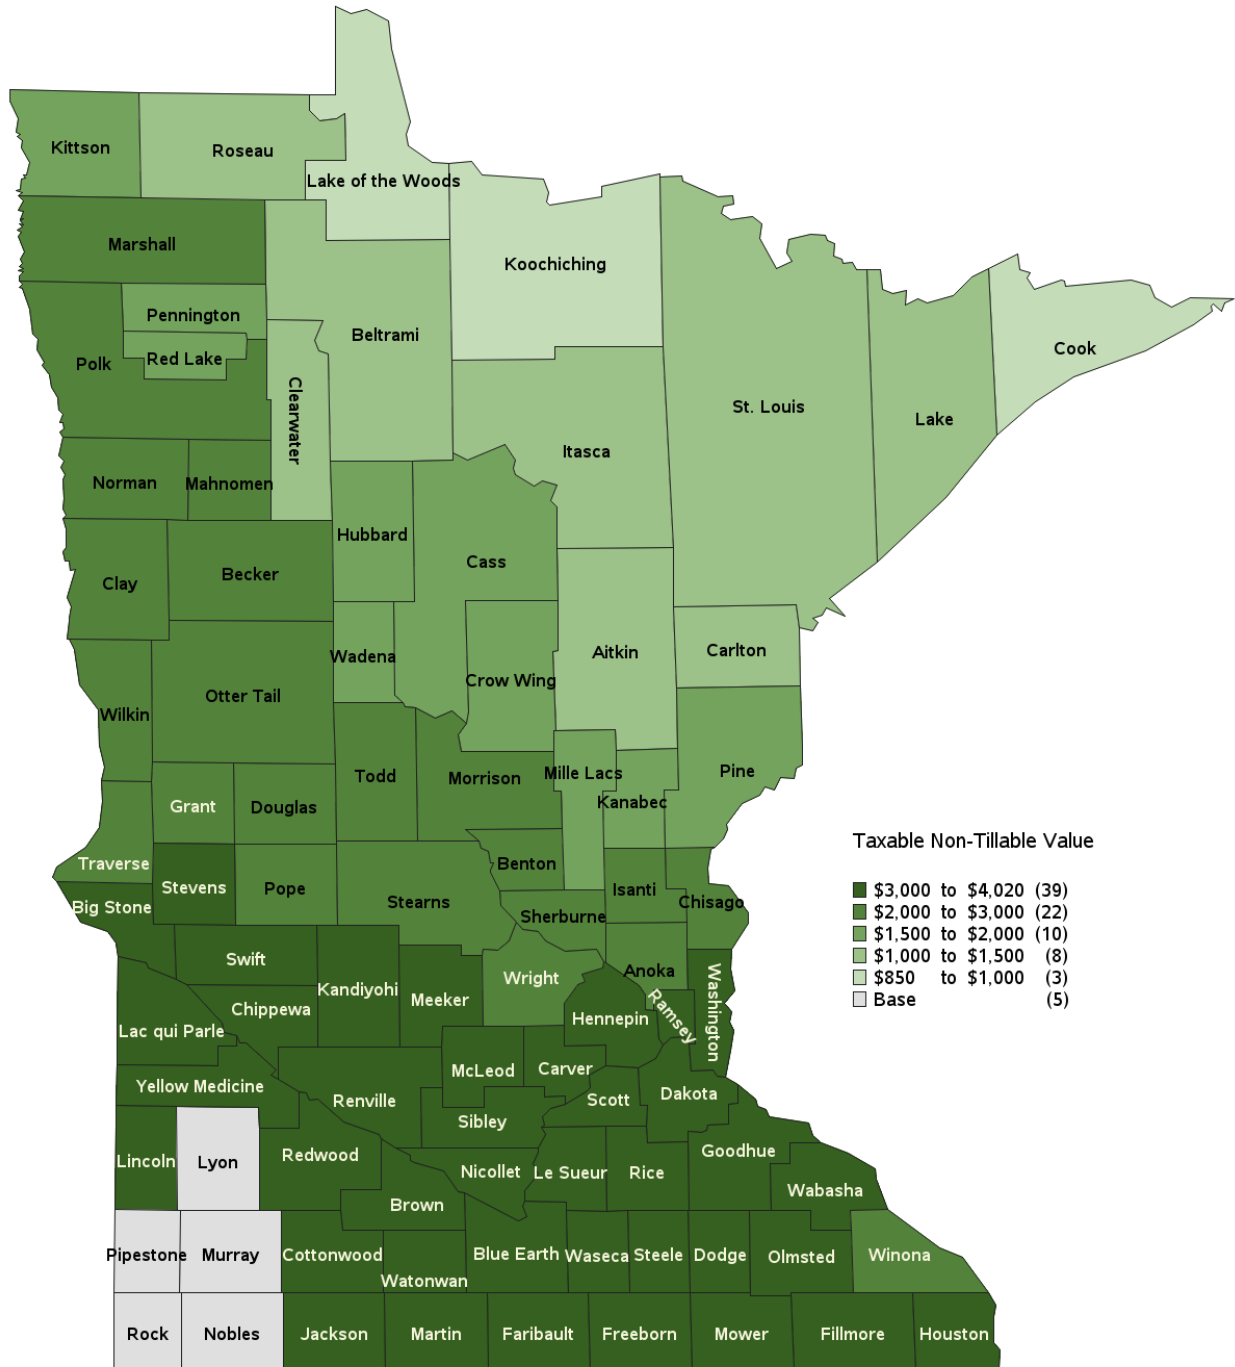 Kittson
Roseau
Lake of the Woods
Marshall
Koochiching
Pennington
Beltrami
Cook
Red Lake
Polk
Clearwater
St. Louis
Lake
Itasca
Norman
Mahnomen
Hubbard
Cass
Becker
Clay
Aitkin
Carlton
Wadena
Crow Wing
Otter Tail
Wilkin
Pine
Mille Lacs
Todd
Morrison
Kanabec
Grant
Douglas
Traverse
Benton
Stevens
Pope
Isanti
Stearns
Chisago
Big Stone
Sherburne
Swift
Wright
Anoka
Kandiyohi
Meeker
Washington
Chippewa
Ramsey
Hennepin
Lac qui Parle
McLeod
Carver
Yellow Medicine
Dakota
Renville
Scott
Sibley
Goodhue
Redwood
Lincoln
Lyon
Nicollet
Le Sueur
Rice
Wabasha
Brown
Pipestone
Murray
Cottonwood
Blue Earth
Waseca
Steele
Dodge
Olmsted
Winona
Watonwan
Rock
Nobles
Jackson
Martin
Faribault
Freeborn
Mower
Fillmore
Houston
Taxable Non-Tillable Value
$3,000 to $4,020 (39)
$2,000 to $3,000 (22)
$1,500 to $2,000 (10)
$1,000 to $1,500 (8)
$850 to $1,000 (3)
Base (5)